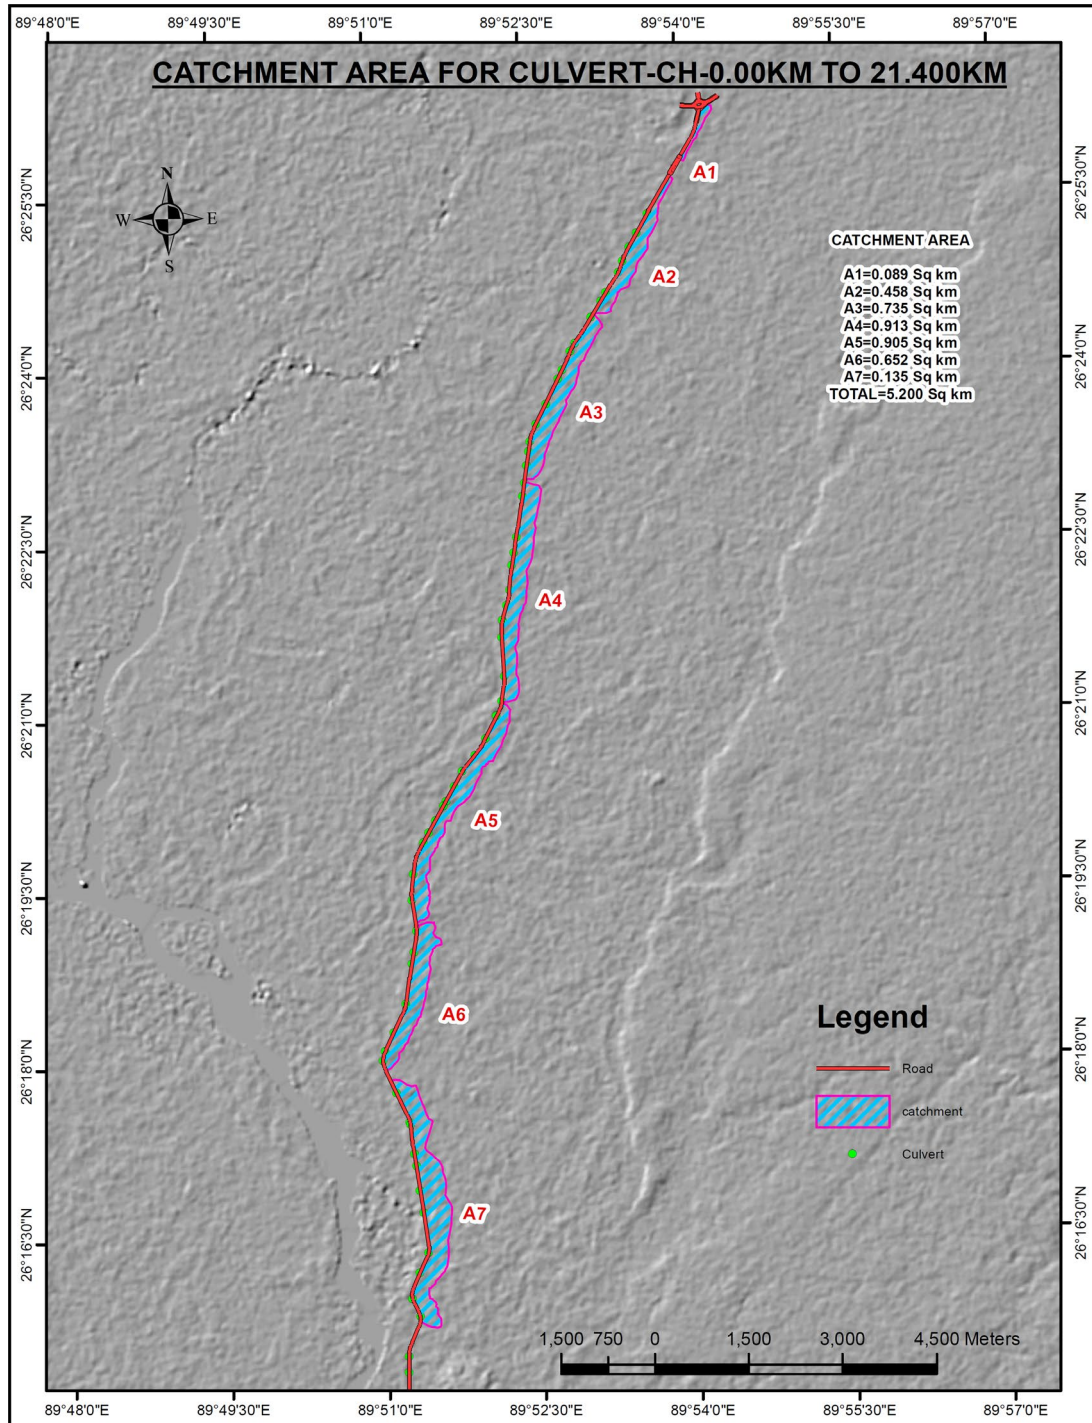 89°48'0"E 89°49'30"E 89°51'0"E 89°52'30"E 89°54'0"E 89°55'30"E 89°57'0"E
CATCHMENT AREA FOR CULVERT-CH-0.00KM TO 21.400KM
N
W E
S
A1
A2
A3
A4
A5
A6
A7
CATCHMENT AREA
A1=0.089 Sq km
A2=0.458 Sq km
A3=0.735 Sq km
A4=0.913 Sq km
A5=0.905 Sq km
A6=0.652 Sq km
A7=0.135 Sq km
TOTAL=5.200 Sq km
26°25'30"N
26°24'0"N
26°22'30"N
26°21'0"N
26°19'30"N
26°18'0"N
26°16'30"N
26°25'30"N
26°24'0"N
26°22'30"N
26°21'0"N
26°19'30"N
26°18'0"N
26°16'30"N
Legend
Road
catchment
Culvert
1,500 750 0 1,500 3,000 4,500 Meters
89°48'0"E 89°49'30"E 89°51'0"E 89°52'30"E 89°54'0"E 89°55'30"E 89°57'0"E